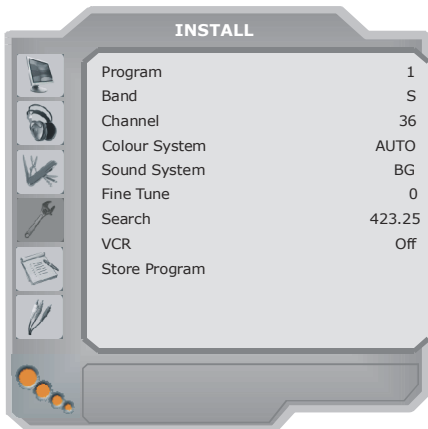 INSTALL
Program 1
Band S
Channel 36
Colour System AUTO
Sound System BG
Fine Tune 0
Search 423.25
VCR Off
Store Program